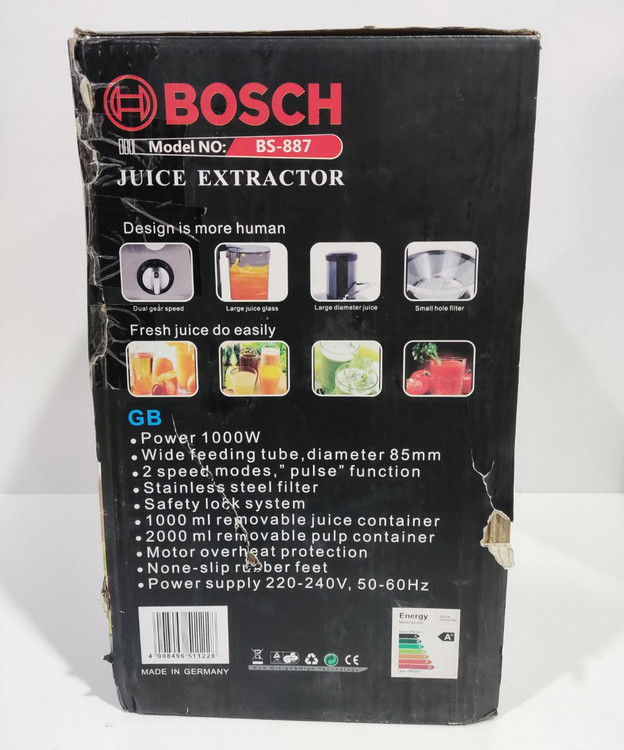 BOSCH
Model NO: BS-887
JUICE EXTRACTOR
Design is more human
Dual gear speed
Large juice glass
Large diameter juice
Small hole filter
Fresh juice do easily
GB
Power 1000W
Wide feeding tube,diameter 85mm
2 speed modes,” pulse” function
Stainless steel filter
Safety lock system
1000 ml removable juice container
2000 ml removable pulp container
Motor overheat protection
None-slip rubber feet
Power supply 220-240V, 50-60Hz
4 008496 511228
MADE IN GERMANY
Energy
A